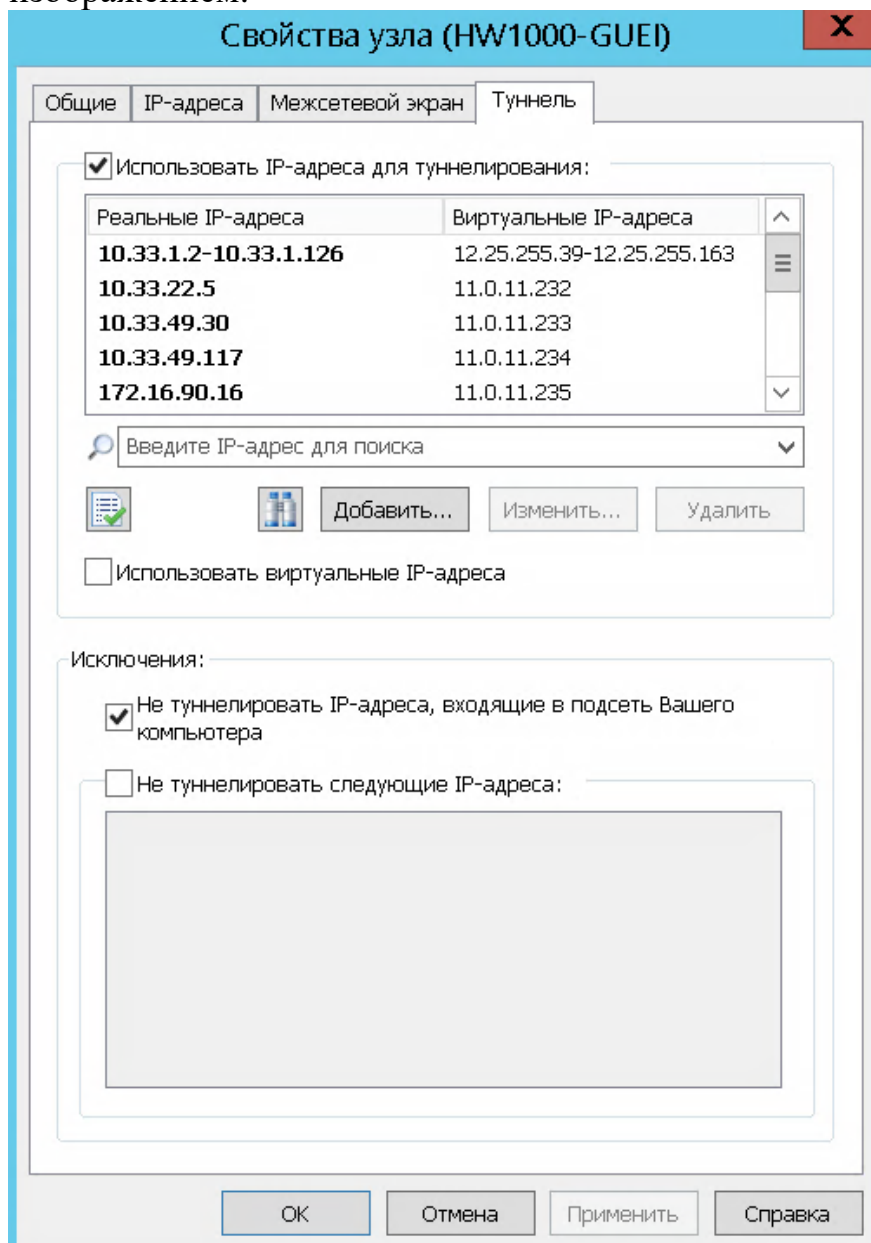 изображением.
Свойства узла (HW1000-GUEI)
X
Общие IP-адреса Межсетевой экран Туннель
Использовать IP-адреса для туннелирования:
Реальные IP-адреса Виртуальные IP-адреса
10.33.1.2-10.33.1.126 12.25.255.39-12.25.255.163
10.33.22.5 11.0.11.232
10.33.49.30 11.0.11.233
10.33.49.117 11.0.11.234
172.16.90.16 11.0.11.235
Введите IP-адрес для поиска
Добавить... Изменить... Удалить
Использовать виртуальные IP-адреса
Исключения:
Не туннелировать IP-адреса, входящие в подсеть Вашего
компьютера
Не туннелировать следующие IP-адреса:
ОК Отмена Применить Справка